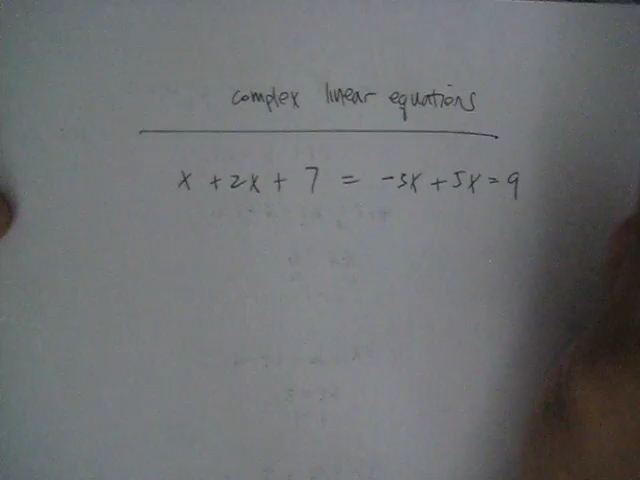 complex linear equations
x + 2x + 7 = -3x + 5x = 9